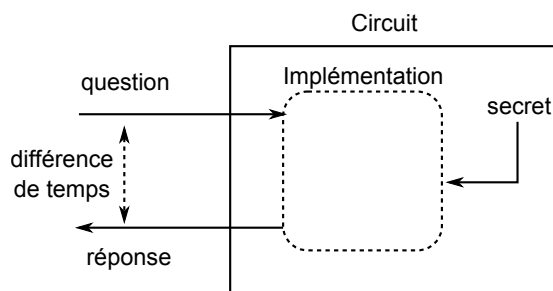 Circuit
question
Implémentation
secret
différence
de temps
réponse